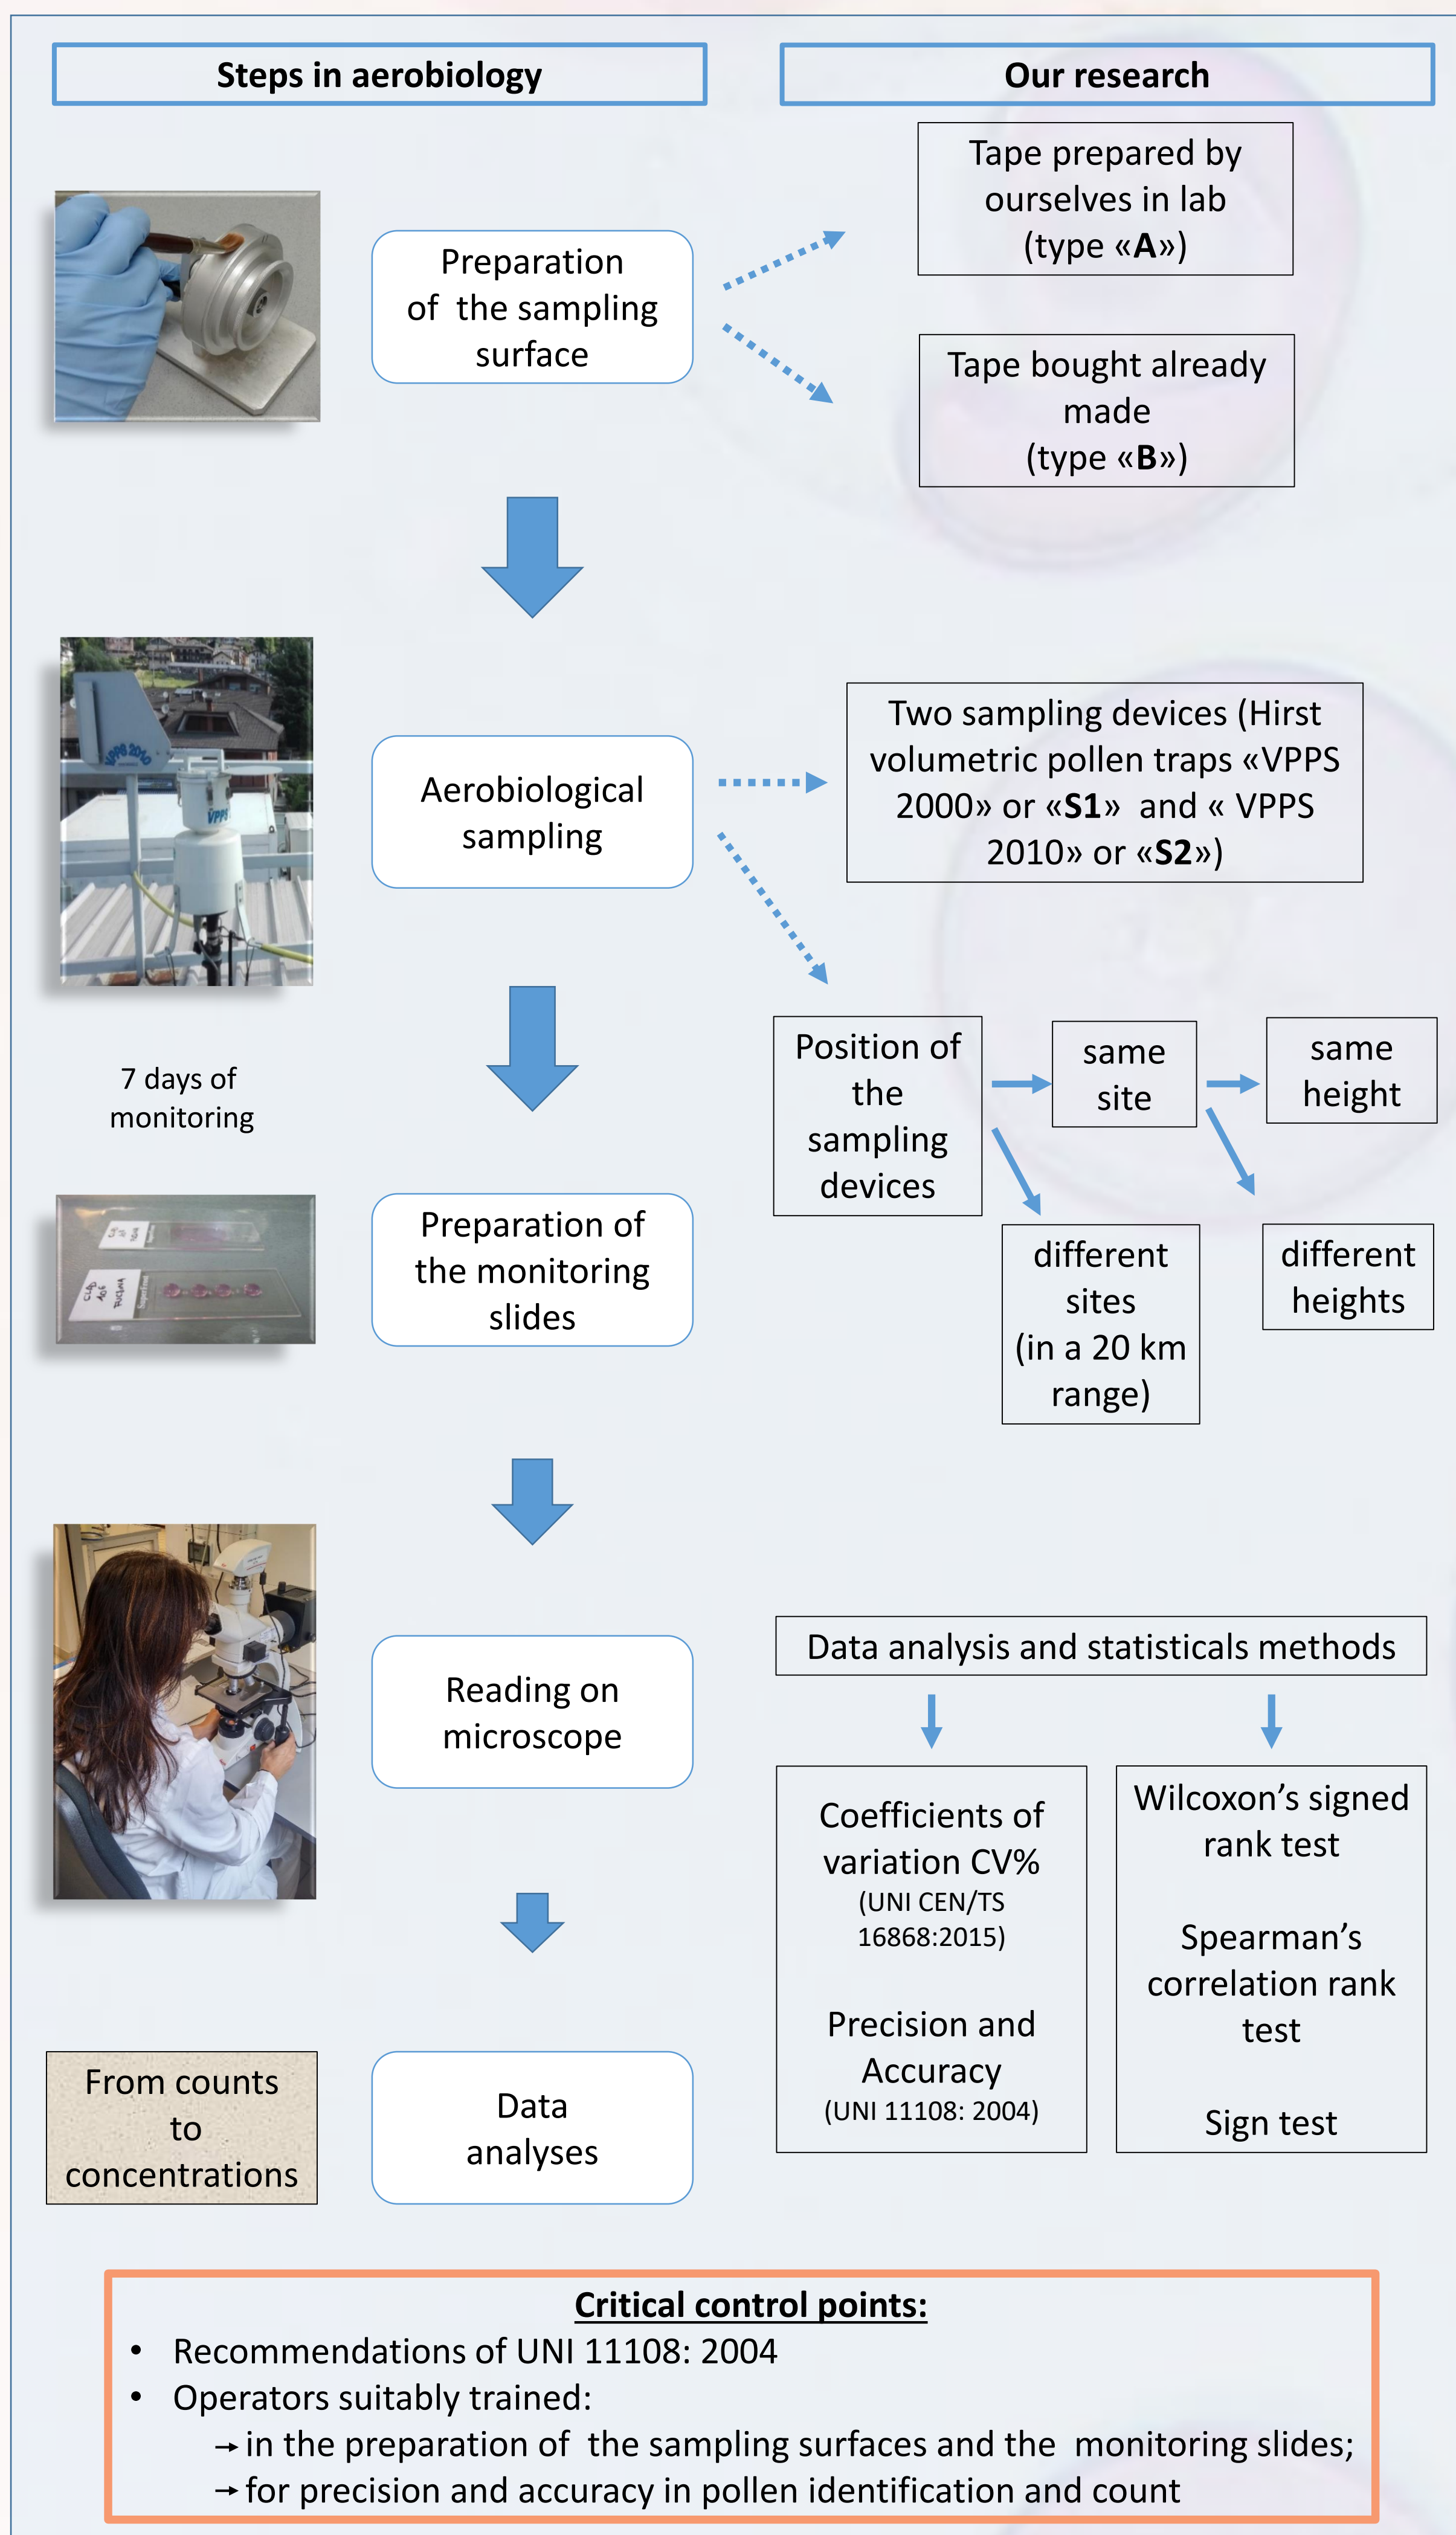 Steps in aerobiology
Our research
Tape prepared by
ourselves in lab
(type «A»)
Preparation
of the sampling
surface
Tape bought already
made
(type «B»)
VPPS 2010
VPPS
Aerobiological
sampling
Two sampling devices (Hirst
volumetric pollen traps «VPPS
2000» or «S1» and « VPPS
2010» or «S2»)
7 days of
monitoring
Position of
the
sampling
devices
same
site
same
height
different
sites
(in a 20 km
range)
different
heights
Preparation of
the monitoring
slides
Reading on
microscope
Data analysis and statisticals methods
Coefficients of
variation CV%
(UNI CEN/TS
16868:2015)
Precision and
Accuracy
(UNI 11108: 2004)
Wilcoxon’s signed
rank test
Spearman’s
correlation rank
test
Sign test
From counts
to
concentrations
Data
analyses
Critical control points:
• Recommendations of UNI 11108: 2004
• Operators suitably trained:
→ in the preparation of the sampling surfaces and the monitoring slides;
→ for precision and accuracy in pollen identification and count